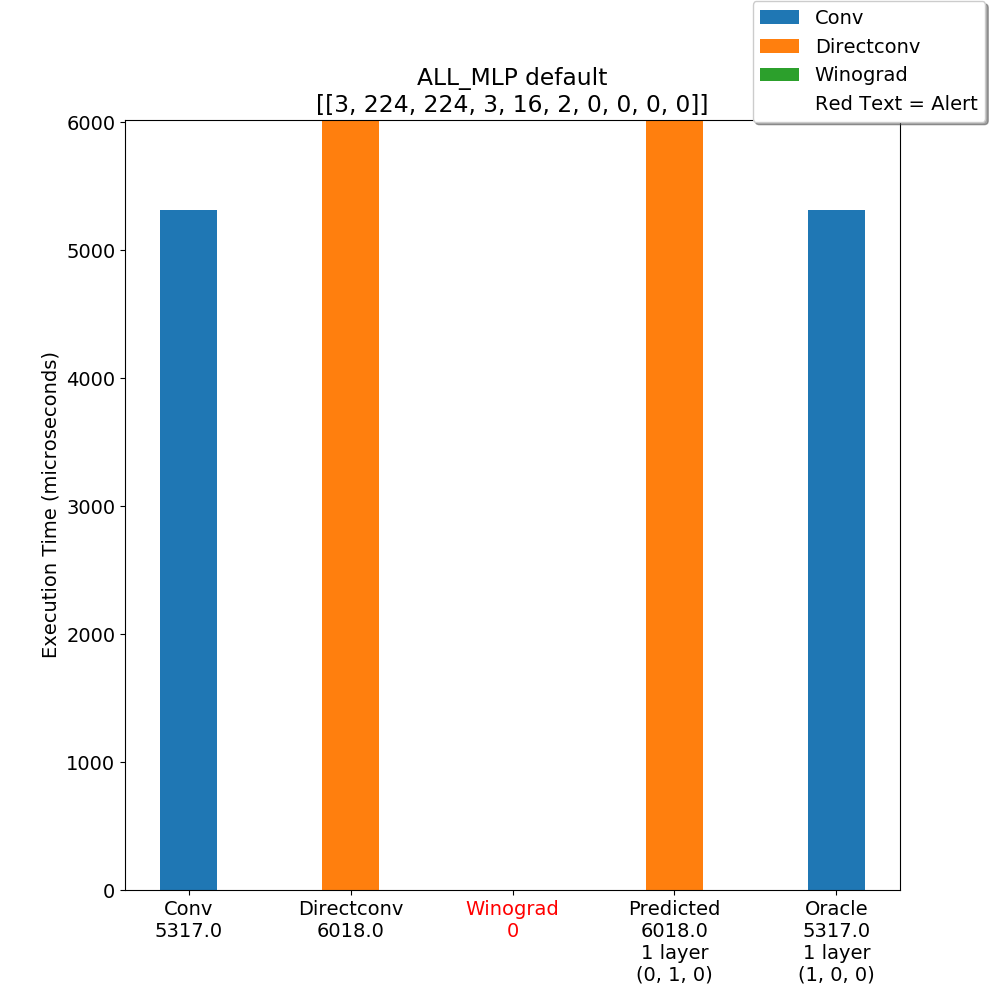 Conv
Directconv
Winograd
Red Text = Alert
ALL_MLP default
[[3, 224, 224, 3, 16, 2, 0, 0, 0, 0]]
Execution Time (microseconds)
6000
5000
4000
3000
2000
1000
0
Conv
5317.0
Directconv
6018.0
Winograd
0
Predicted
6018.0
1 layer
(0, 1, 0)
Oracle
5317.0
1 layer
(1, 0, 0)